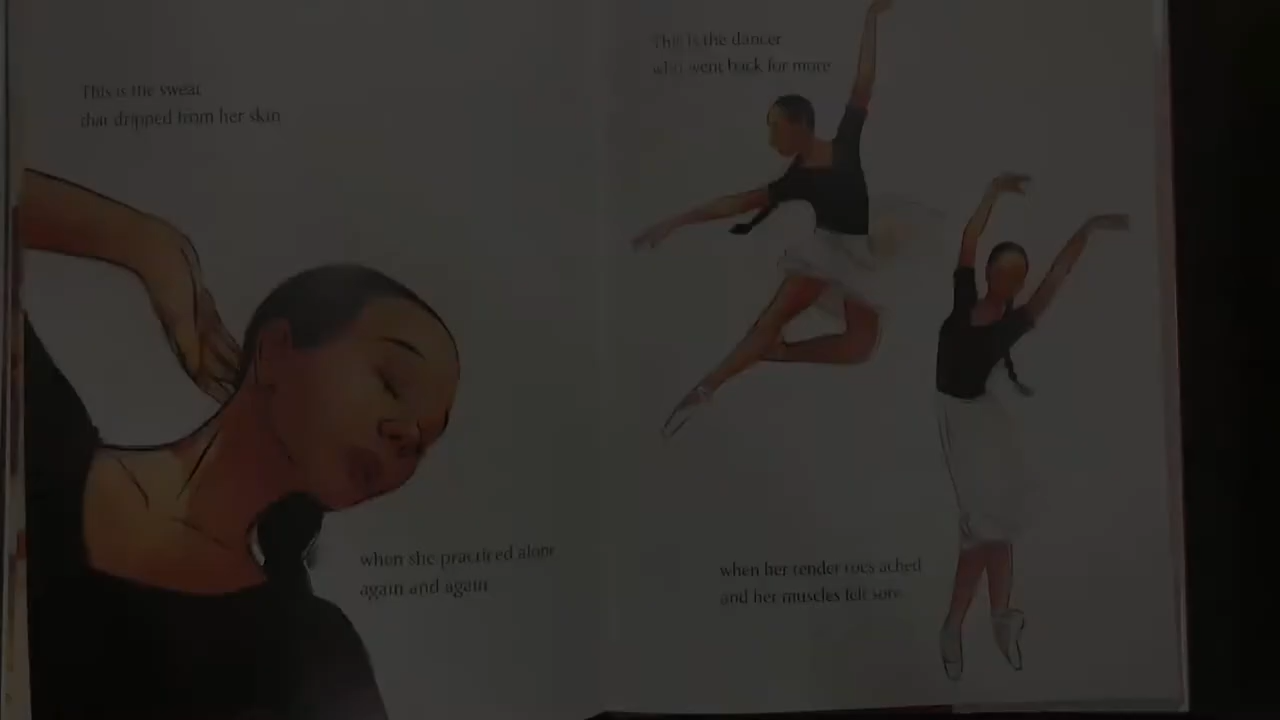 This is the sweat
that dripped from her skin
when she practiced alone
again and again
This is the dancer
who went back for more
when her tender toes ached
and her muscles felt sore